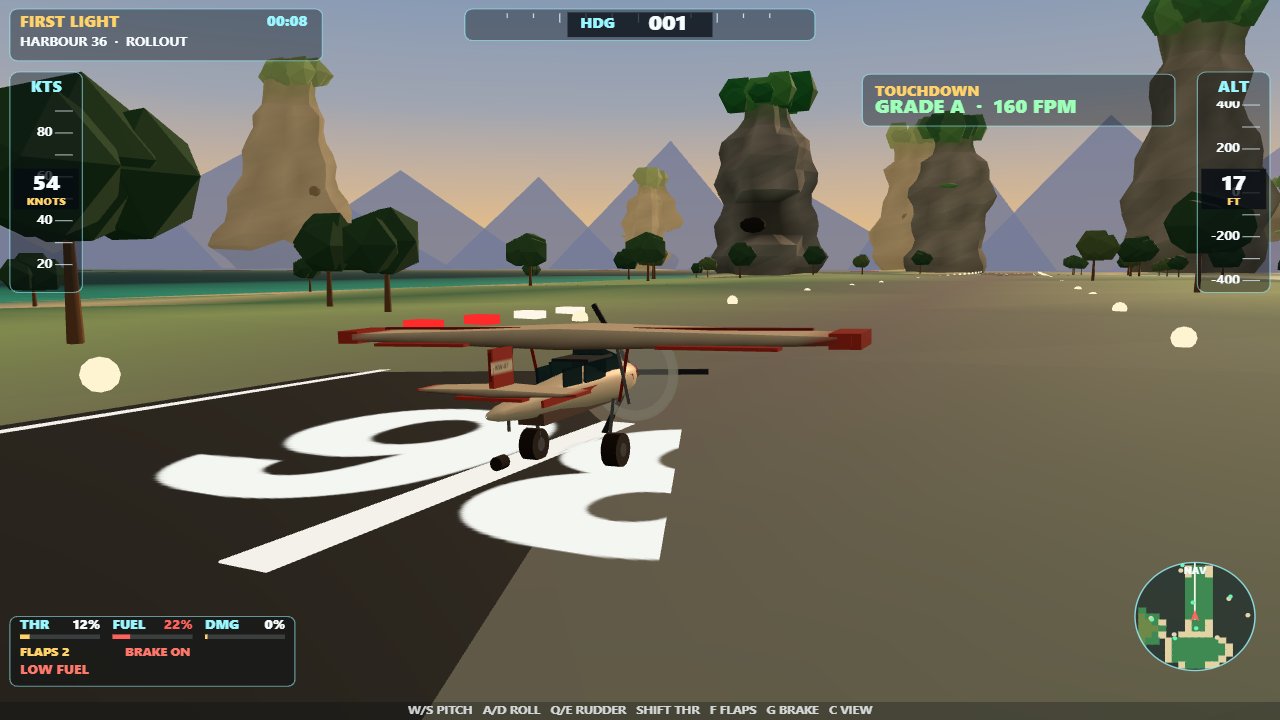 FIRST LIGHT 00:08
HARBOUR 36 · ROLLOUT
HDG 001
KTS
80
60
54
KNOTS
40
20
TOUCHDOWN
GRADE A · 160 FPM
ALT
400
200
17
FT
-200
-400
36
NAV
THR 12% FUEL 22% DMG 0%
FLAPS 2 BRAKE ON
LOW FUEL
W/S PITCH A/D ROLL Q/E RUDDER SHIFT THR F FLAPS G BRAKE C VIEW